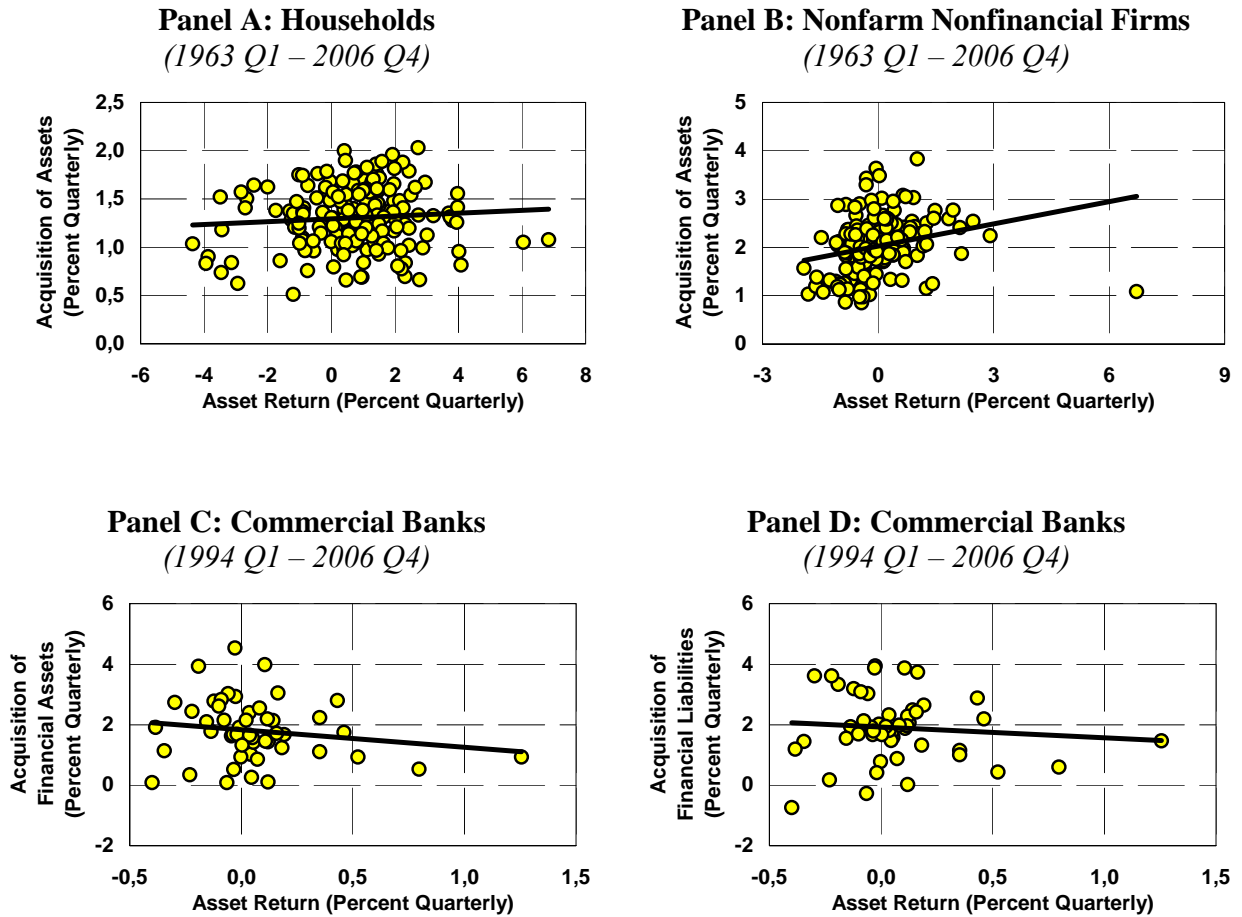 Panel A: Households
(1963 Q1 – 2006 Q4)
Acquisition of Assets
(Percent Quarterly)
2,5
2,0
1,5
1,0
0,5
0,0
-6 -4 -2 0 2 4 6 8
Asset Return (Percent Quarterly)
Panel B: Nonfarm Nonfinancial Firms
(1963 Q1 – 2006 Q4)
Acquisition of Assets
(Percent Quarterly)
5
4
3
2
1
0
-3 0 3 6 9
Asset Return (Percent Quarterly)
Panel C: Commercial Banks
(1994 Q1 – 2006 Q4)
Acquisition of
Financial Assets
(Percent Quarterly)
6
4
2
0
-2
-0,5 0,0 0,5 1,0 1,5
Asset Return (Percent Quarterly)
Panel D: Commercial Banks
(1994 Q1 – 2006 Q4)
Acquisition of
Financial Liabilities
(Percent Quarterly)
6
4
2
0
-2
-0,5 0,0 0,5 1,0 1,5
Asset Return (Percent Quarterly)